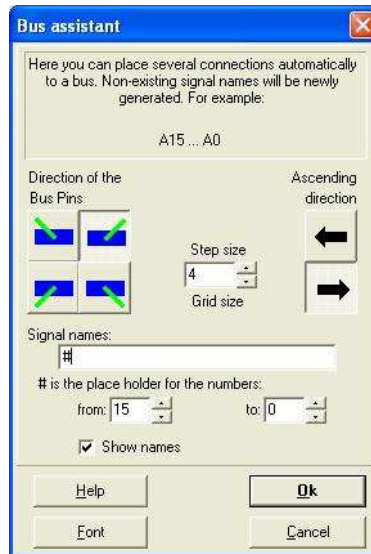 Bus assistant
Here you can place several connections automatically
to a bus. Non-existing signal names will be newly
generated. For example:
A15 ... A0
Direction of the
Bus Pins
Ascending
direction
Step size
4
Grid size
Signal names:
#
# is the place holder for the numbers:
from: 15 to: 0
Show names
Help Ok
Font Cancel